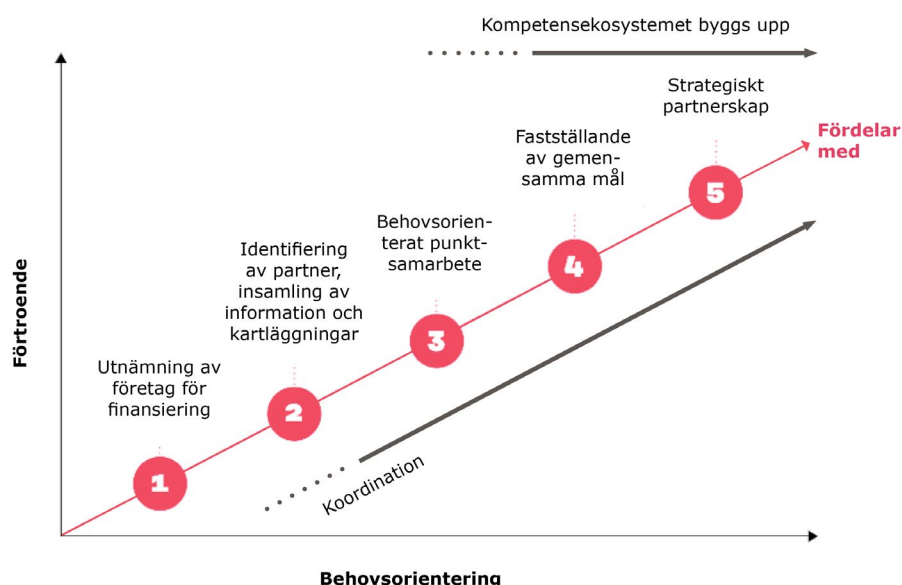 Kompetensekosystemet byggs upp
Strategiskt
partnerskap
Fördelar
med
Fastställande
av gemen-
samma mål
5
Behovsorien-
terat punkt-
samarbete
4
Identifiering
av partner,
insamling av
information och
kartläggningar
3
Förtroende
Utnämning av
företag för
finansiering
2
1
Koordination
Behovsorientering